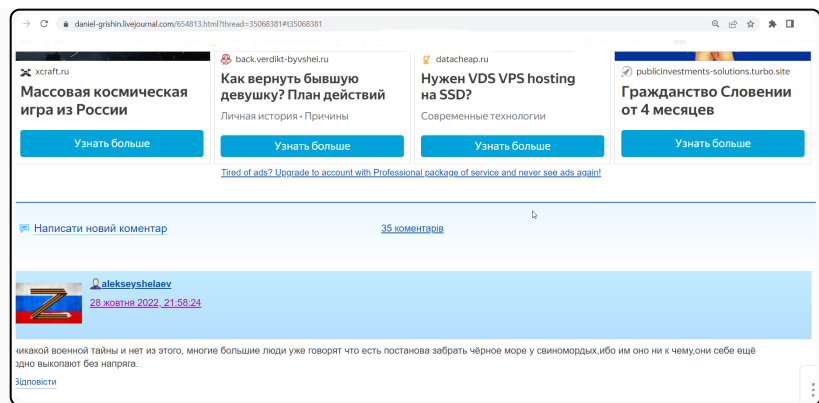 daniel-grishin.livejournal.com/654813.html?thread=35068381#t35068381
xcraft.ru
Массовая космическая
игра из России
Узнать больше
back.verdikt-byvshei.ru
Как вернуть бывшую
девушку? План действий
Личная история • Причины
Узнать больше
datacheap.ru
Нужен VDS VPS hosting
на SSD?
Современные технологии
Узнать больше
publicinvestments-solutions.turbo.site
Гражданство Словении
от 4 месяцев
Узнать больше
Tired of ads? Upgrade to account with Professional package of service and never see ads again!
Написати новий коментар
35 коментарів
alekseyshelaev
28 жовтня 2022, 21:58:24
никакой военной тайны и нет из этого, многие большие люди уже говорят что есть постанова забрать чёрное море у свиномордых,ибо им оно ни к чему,они себе ещё
одно выкопают без напряга.
Відповісти